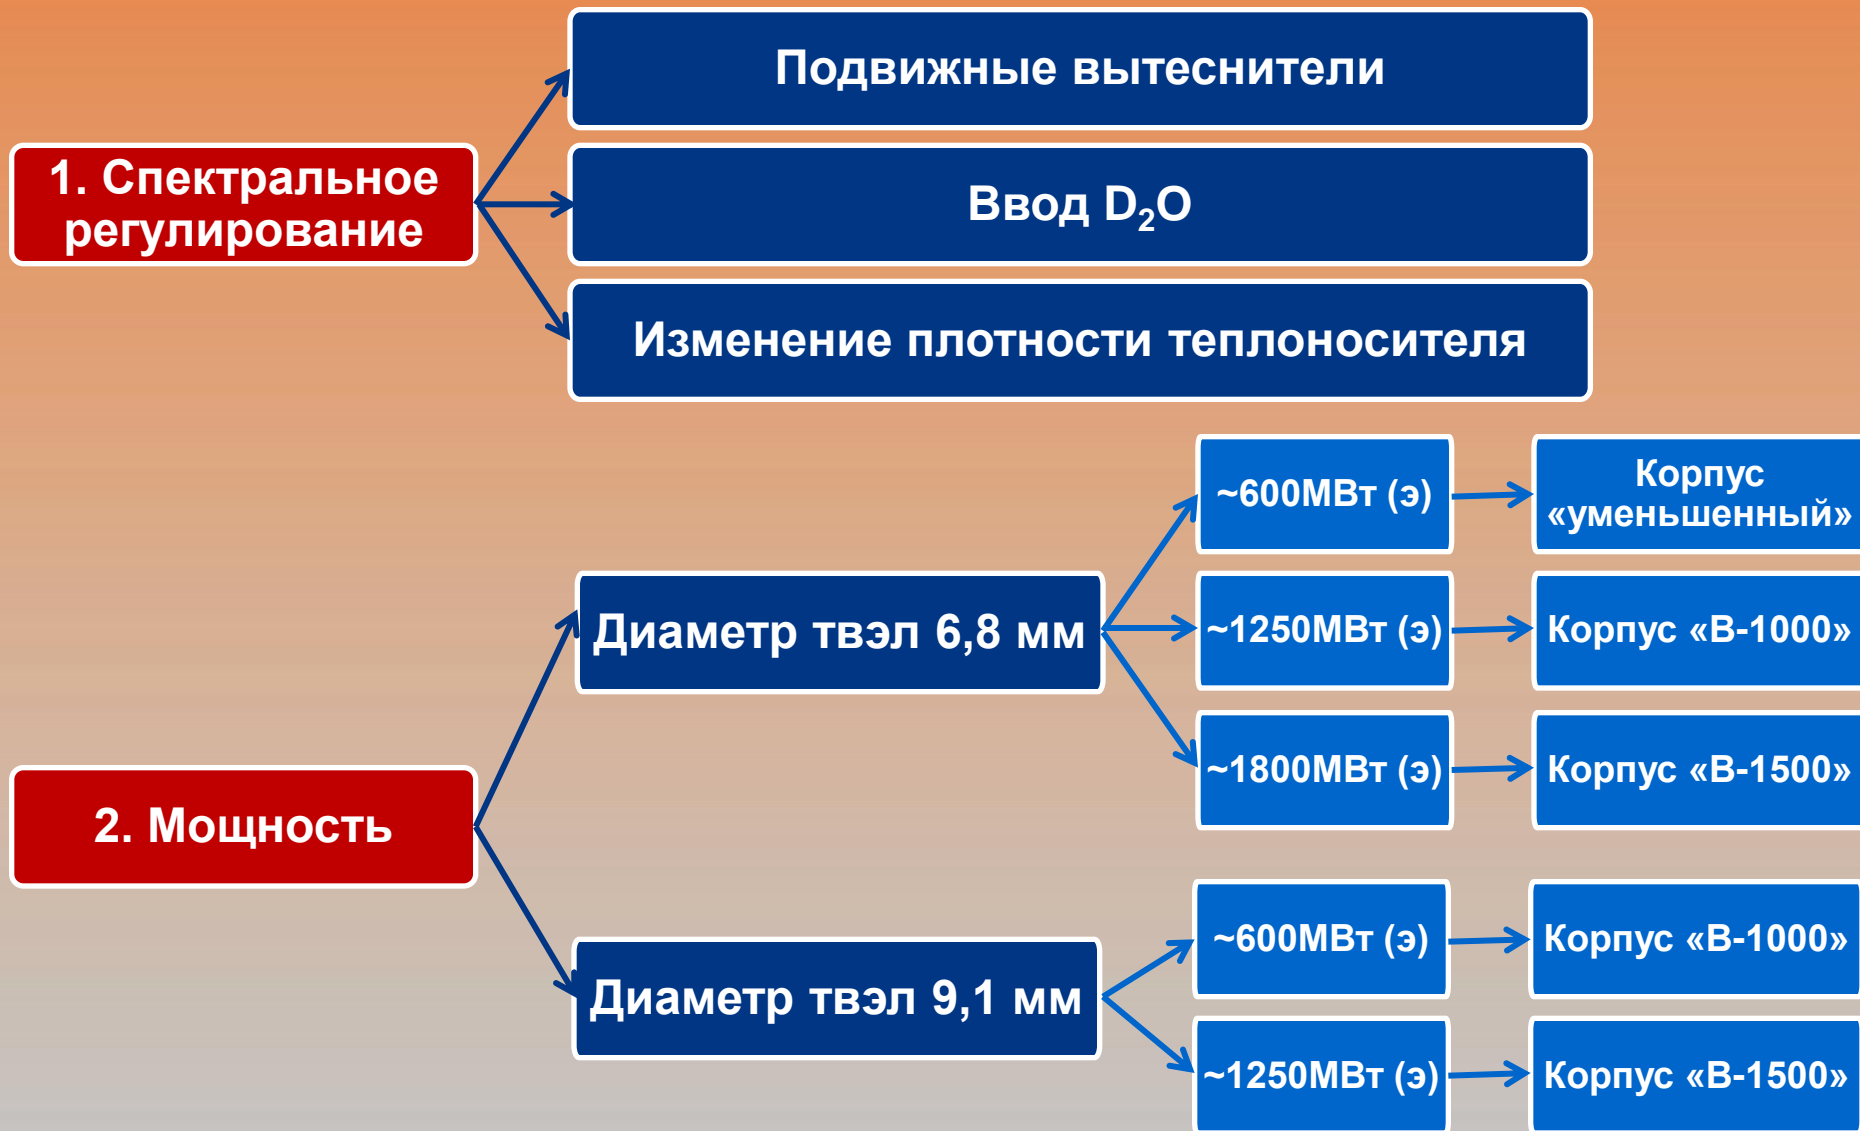 1. Спектральное
регулирование
Подвижные вытеснители
Ввод D₂O
Изменение плотности теплоносителя
2. Мощность
Диаметр твэл 6,8 мм
~600МВт (э)
Корпус
«уменьшенный»
~1250МВт (э)
Корпус «В-1000»
~1800МВт (э)
Корпус «В-1500»
Диаметр твэл 9,1 мм
~600МВт (э)
Корпус «В-1000»
~1250МВт (э)
Корпус «В-1500»